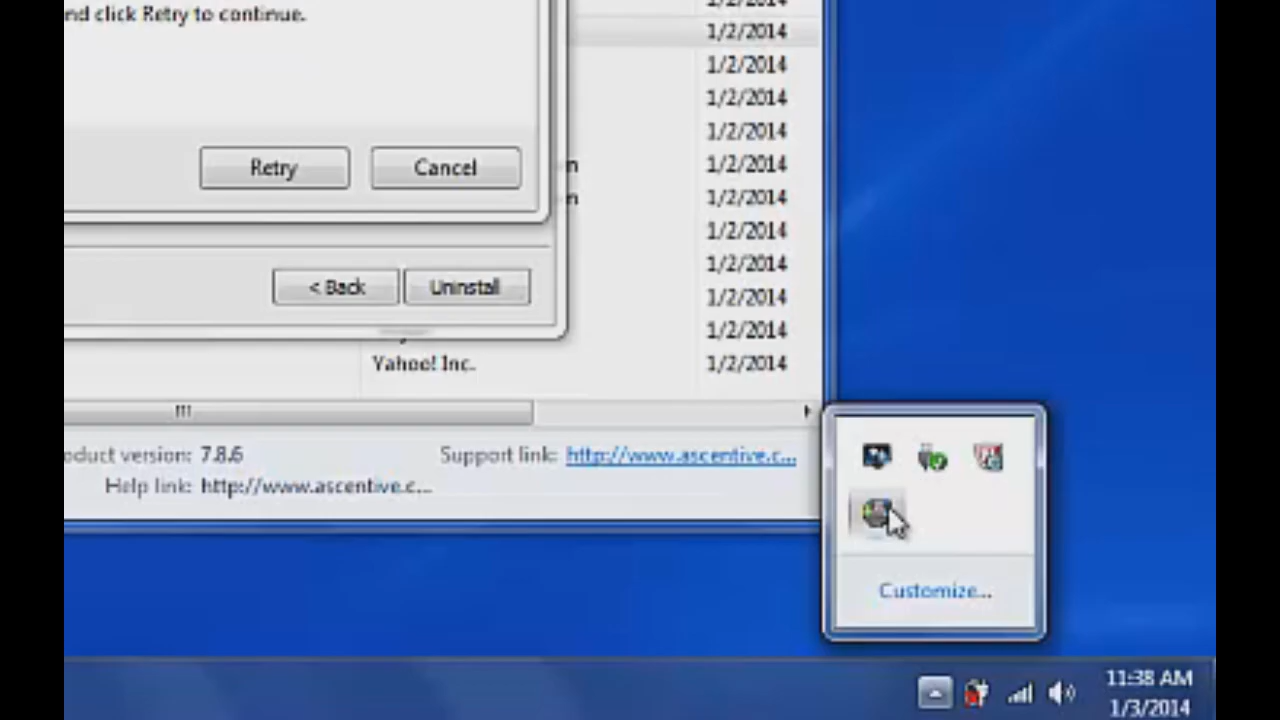 nd click Retry to continue.
1/2/2014
1/2/2014
1/2/2014
1/2/2014
1/2/2014
Retry Cancel
n 1/2/2014
n 1/2/2014
1/2/2014
1/2/2014
< Back Uninstall
1/2/2014
1/2/2014
Yahoo! Inc. 1/2/2014
oduct version: 7.8.6 Support link: http://www.ascentive.c...
Help link: http://www.ascentive.c...
Customize...
11:38 AM
1/3/2014